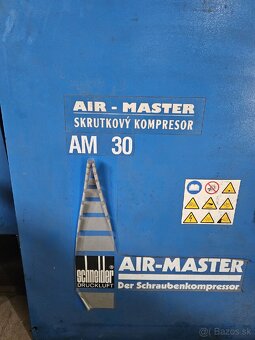 AIR - MASTER
SKRUTKOVÝ KOMPRESOR
AM 30
schneider
DRUCKLUFT
AIR-MASTER
Der Schraubenkompressor
Bazos.sk